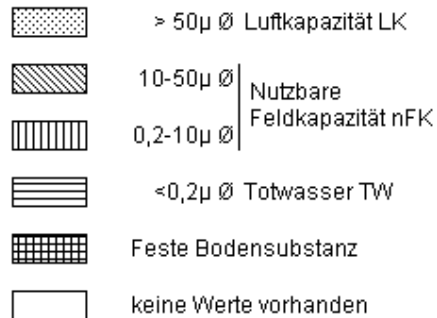 > 50µ Ø Luftkapazität LK
10-50µ Ø
Nutzbare
Feldkapazität nFK
0,2-10µ Ø
<0,2µ Ø Totwasser TW
Feste Bodensubstanz
keine Werte vorhanden